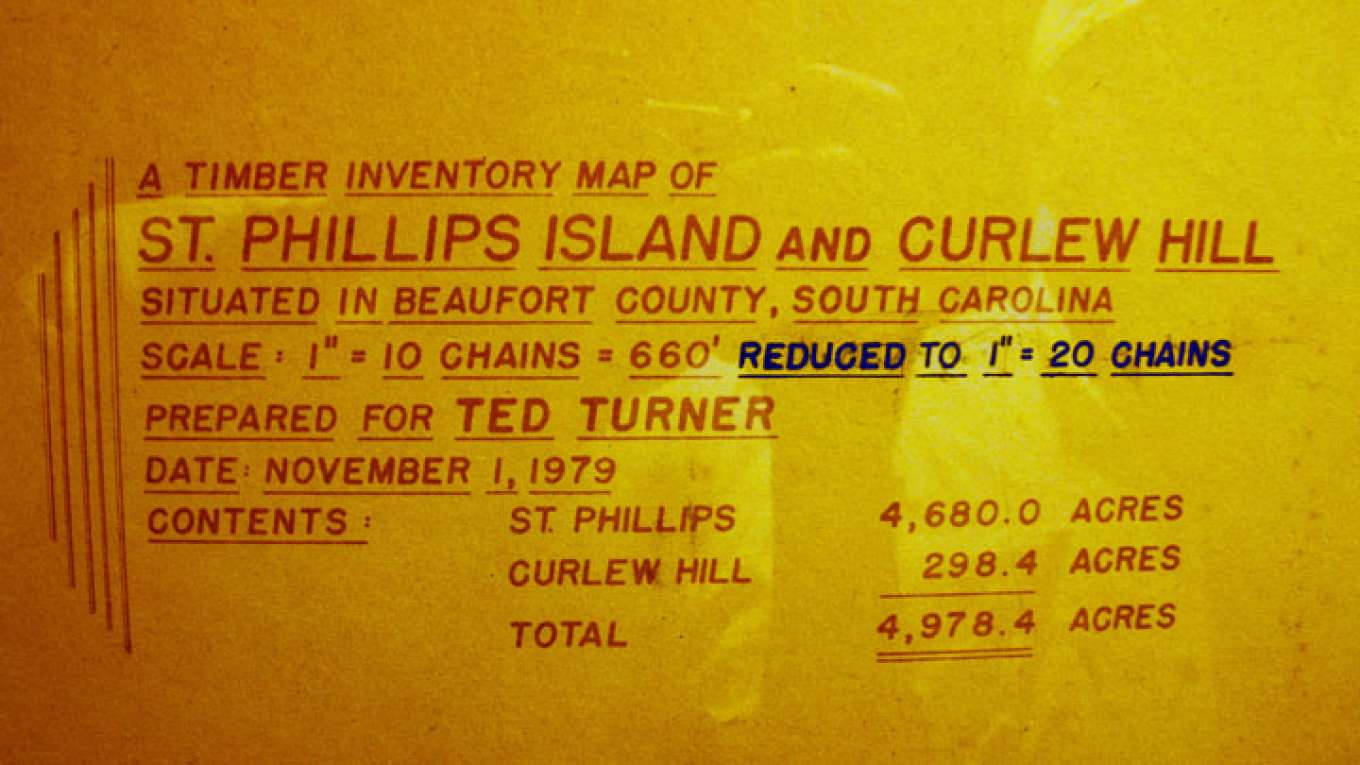 A TIMBER INVENTORY MAP OF
ST. PHILLIPS ISLAND AND CURLEW HILL
SITUATED IN BEAUFORT COUNTY, SOUTH CAROLINA
SCALE : 1" = 10 CHAINS = 660' REDUCED TO 1" = 20 CHAINS
PREPARED FOR TED TURNER
DATE: NOVEMBER 1, 1979
CONTENTS : ST. PHILLIPS 4,680.0 ACRES
CURLEW HILL 298.4 ACRES
TOTAL 4,978.4 ACRES